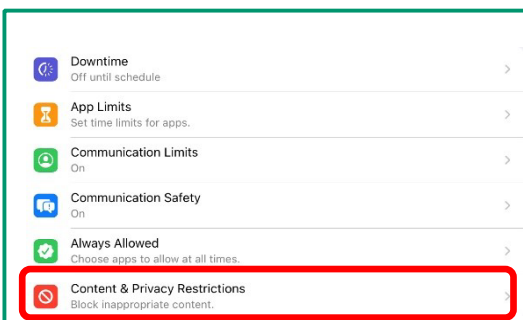 Downtime
Off until schedule
App Limits
Set time limits for apps.
Communication Limits
On
Communication Safety
On
Always Allowed
Choose apps to allow at all times.
Content & Privacy Restrictions
Block inappropriate content.